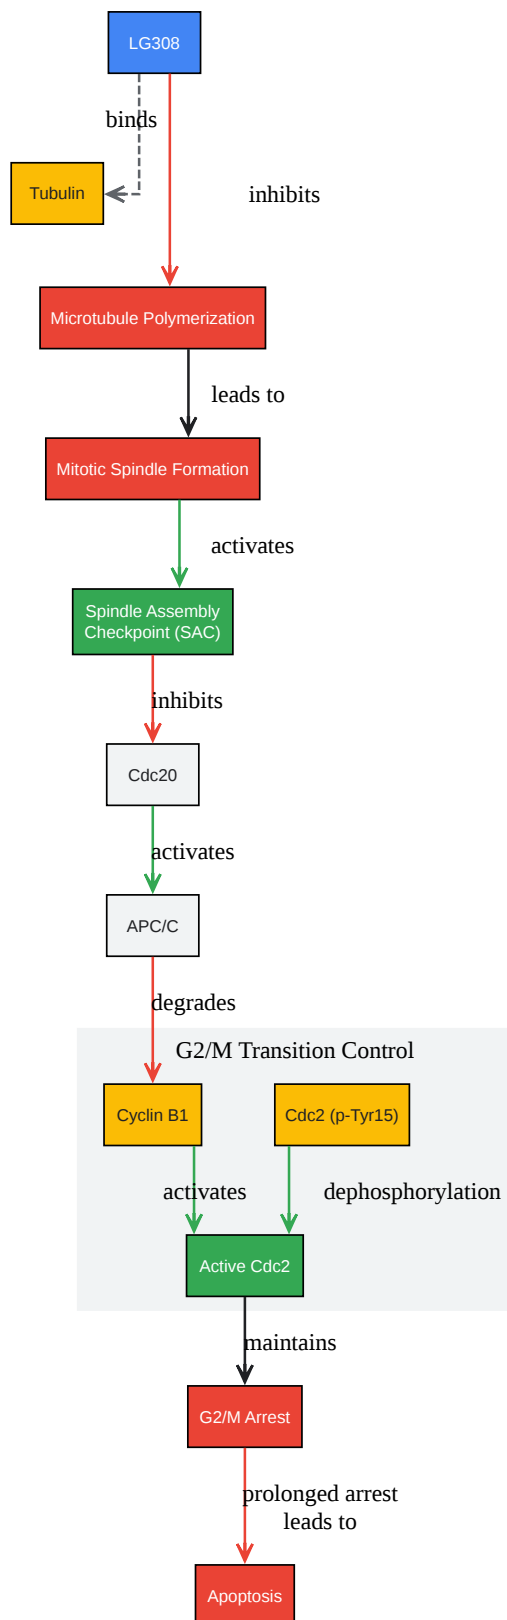 LG308
binds
Tubulin
inhibits
Microtubule Polymerization
leads to
Mitotic Spindle Formation
activates
Spindle Assembly
Checkpoint (SAC)
inhibits
Cdc20
activates
APC/C
degrades
G2/M Transition Control
Cyclin B1
Cdc2 (p-Tyr15)
activates
dephosphorylation
Active Cdc2
maintains
G2/M Arrest
prolonged arrest
leads to
Apoptosis